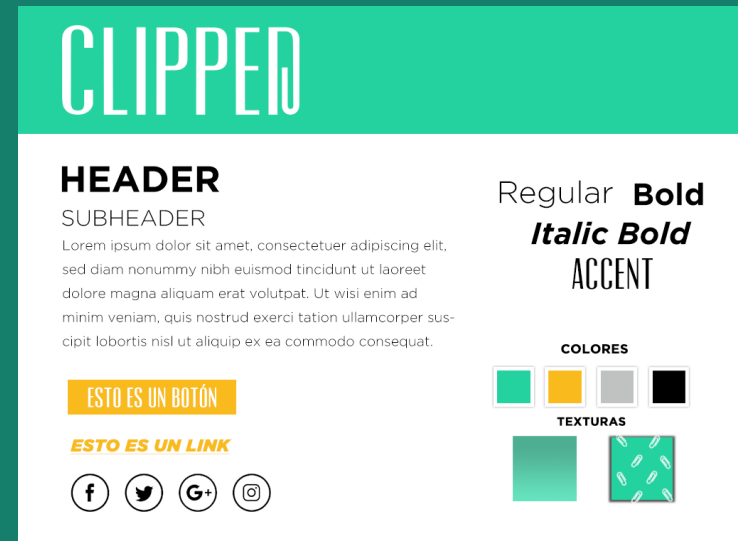 CLIPPED
HEADER
SUBHEADER
Lorem ipsum dolor sit amet, consectetuer adipiscing elit,
sed diam nonummy nibh euismod tincidunt ut laoreet
dolore magna aliquam erat volutpat. Ut wisi enim ad
minim veniam, quis nostrud exerci tation ullamcorper sus-
cipit lobortis nisl ut aliquip ex ea commodo consequat.
ESTO ES UN BOTÓN
ESTO ES UN LINK
f
G+
Regular Bold
Italic Bold
ACCENT
COLORES
TEXTURAS